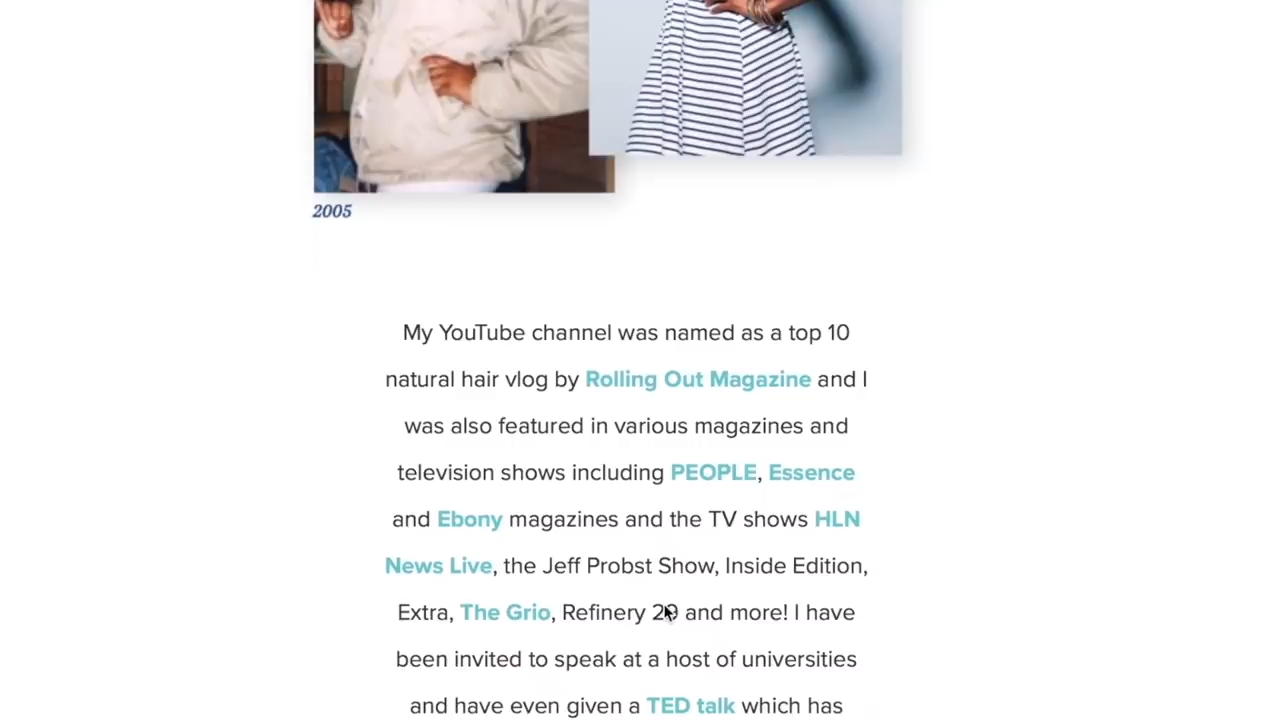 2005
My YouTube channel was named as a top 10
natural hair vlog by Rolling Out Magazine and I
was also featured in various magazines and
television shows including PEOPLE, Essence
and Ebony magazines and the TV shows HLN
News Live, the Jeff Probst Show, Inside Edition,
Extra, The Grio, Refinery 29 and more! I have
been invited to speak at a host of universities
and have even given a TED talk which has